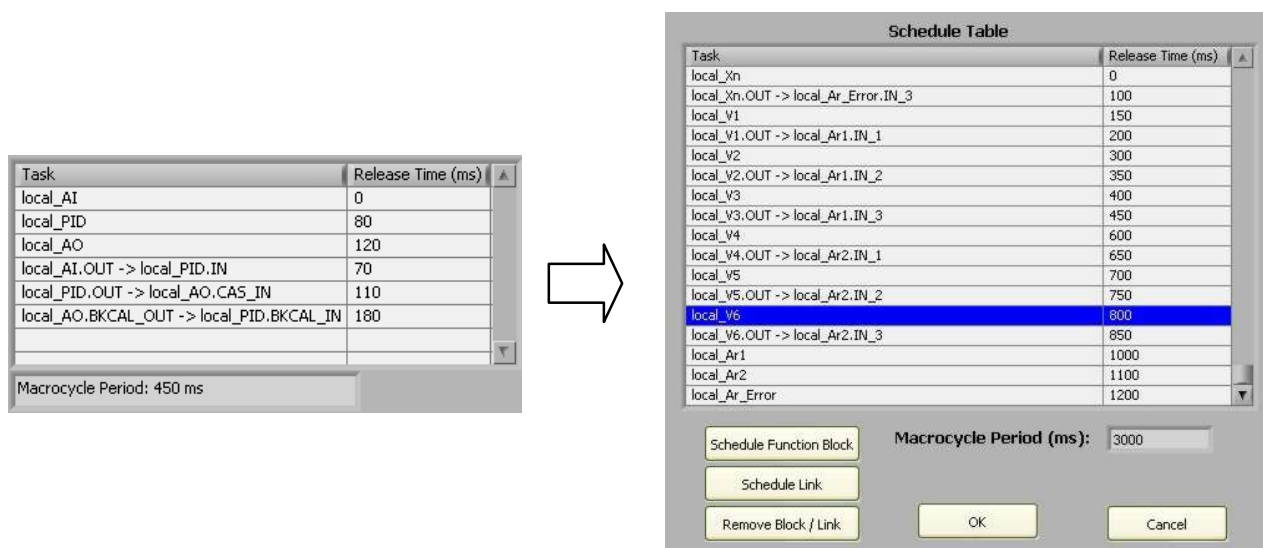 Task Release Time (ms)
local_AI 0
local_PID 80
local_AO 120
local_AI.OUT -> local_PID.IN 70
local_PID.OUT -> local_AO.CAS_IN 110
local_AO.BKCAL_OUT -> local_PID.BKCAL_IN 180
Macrocycle Period: 450 ms
Schedule Table
Task Release Time (ms)
local_Xn 0
local_Xn.OUT -> local_Ar_Error.IN_3 100
local_V1 150
local_V1.OUT -> local_Ar1.IN_1 200
local_V2 300
local_V2.OUT -> local_Ar1.IN_2 350
local_V3 400
local_V3.OUT -> local_Ar1.IN_3 450
local_V4 600
local_V4.OUT -> local_Ar2.IN_1 650
local_V5 700
local_V5.OUT -> local_Ar2.IN_2 750
local_V6 800
local_V6.OUT -> local_Ar2.IN_3 850
local_Ar1 1000
local_Ar2 1100
local_Ar_Error 1200
Schedule Function Block
Macrocycle Period (ms): 3000
Schedule Link
Remove Block / Link
OK
Cancel